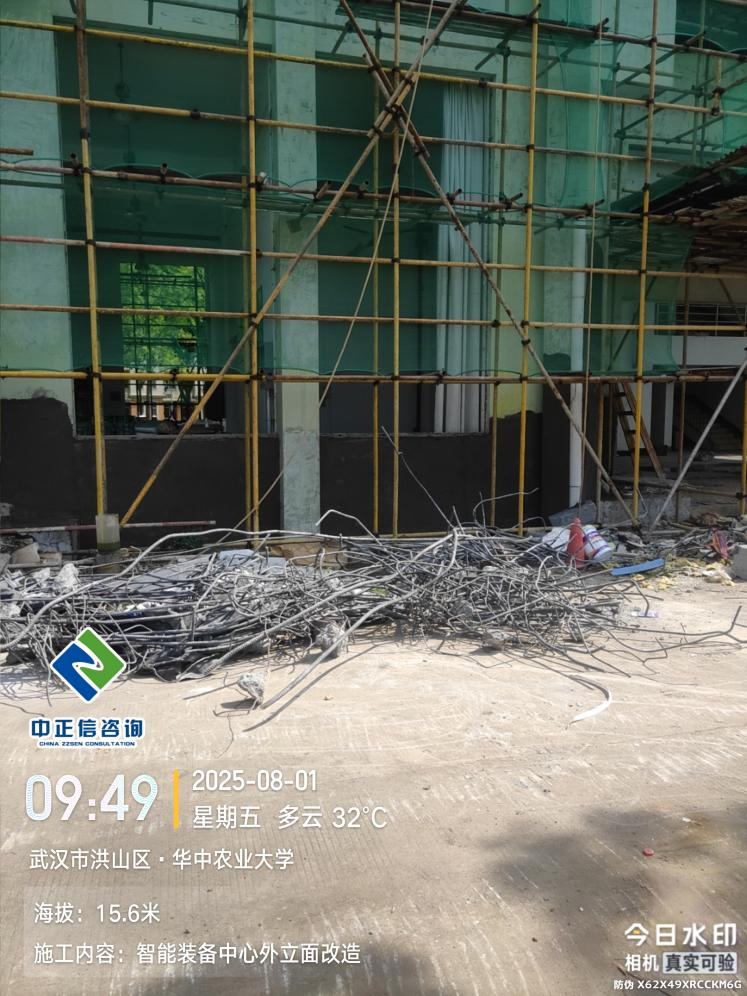 中正信咨询
CHINA ZZSEN CONSULTATION
09:49
2025-08-01
星期五 多云 32℃
武汉市洪山区·华中农业大学
海拔：15.6米
施工内容：智能装备中心外立面改造
今日水印
相机 真实可验
防伪 X62X49XRCCKM6G